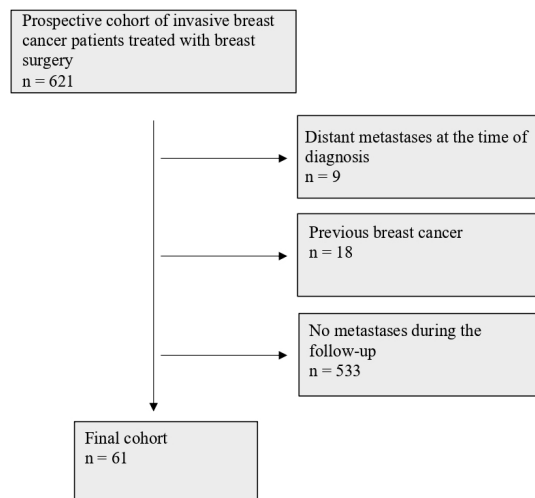 Prospective cohort of invasive breast
cancer patients treated with breast
surgery
n = 621
Distant metastases at the time of
diagnosis
n = 9
Previous breast cancer
n = 18
No metastases during the
follow-up
n = 533
Final cohort
n = 61